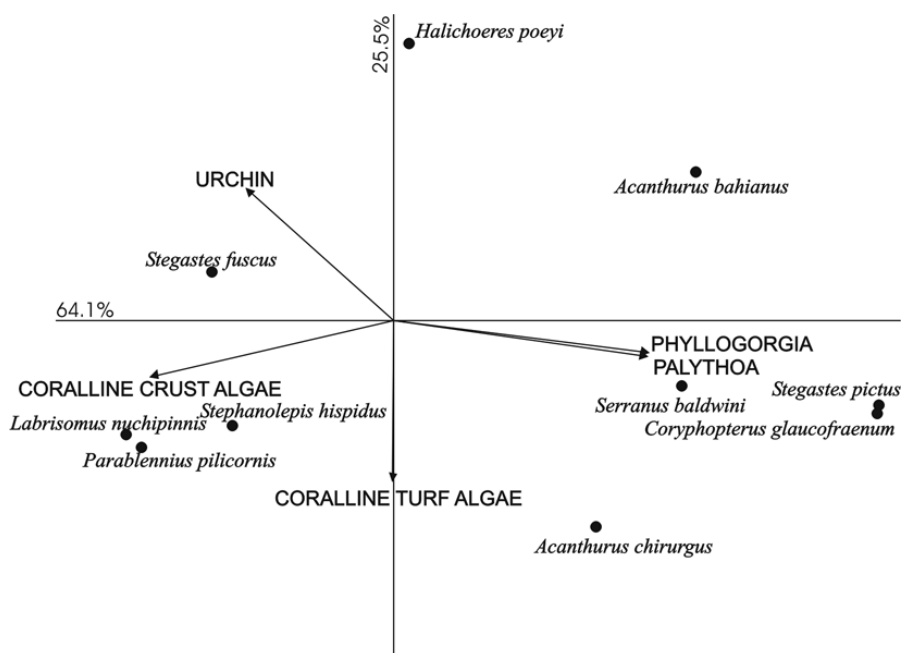 Halichoeres poeyi
25.5%
URCHIN
Acanthurus bahianus
Stegastes fuscus
64.1%
PHYLLOGORGIA
PALYTHOA
CORALLINE CRUST ALGAE
Stegastes pictus
Serranus baldwini
Stephanolepis hispidus
Labrisomus nuchipinnis
Coryphopterus glaucofraenum
Parablennius pilicornis
CORALLINE TURF ALGAE
Acanthurus chirurgus